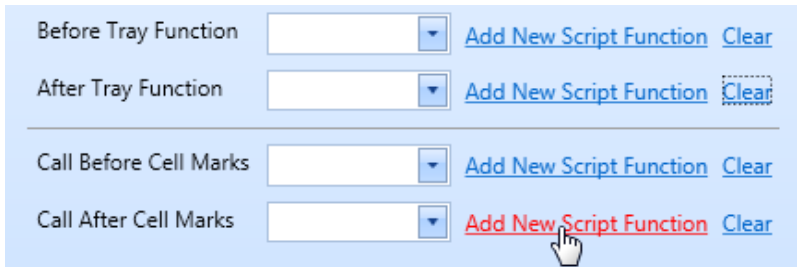 Before Tray Function Add New Script Function Clear
After Tray Function Add New Script Function Clear
Call Before Cell Marks Add New Script Function Clear
Call After Cell Marks Add New Script Function Clear